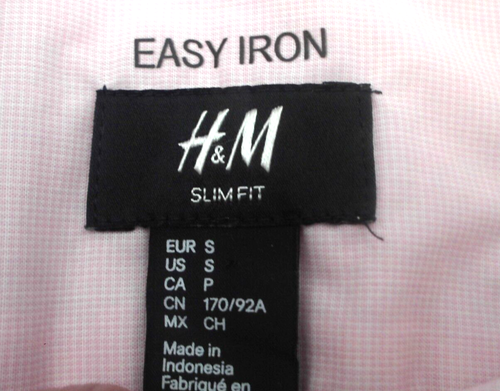 EASY IRON
H&M
SLIM FIT
EUR S
US S
CA P
CN 170/92A
MX CH
Made in
Indonesia
Fabriqué en